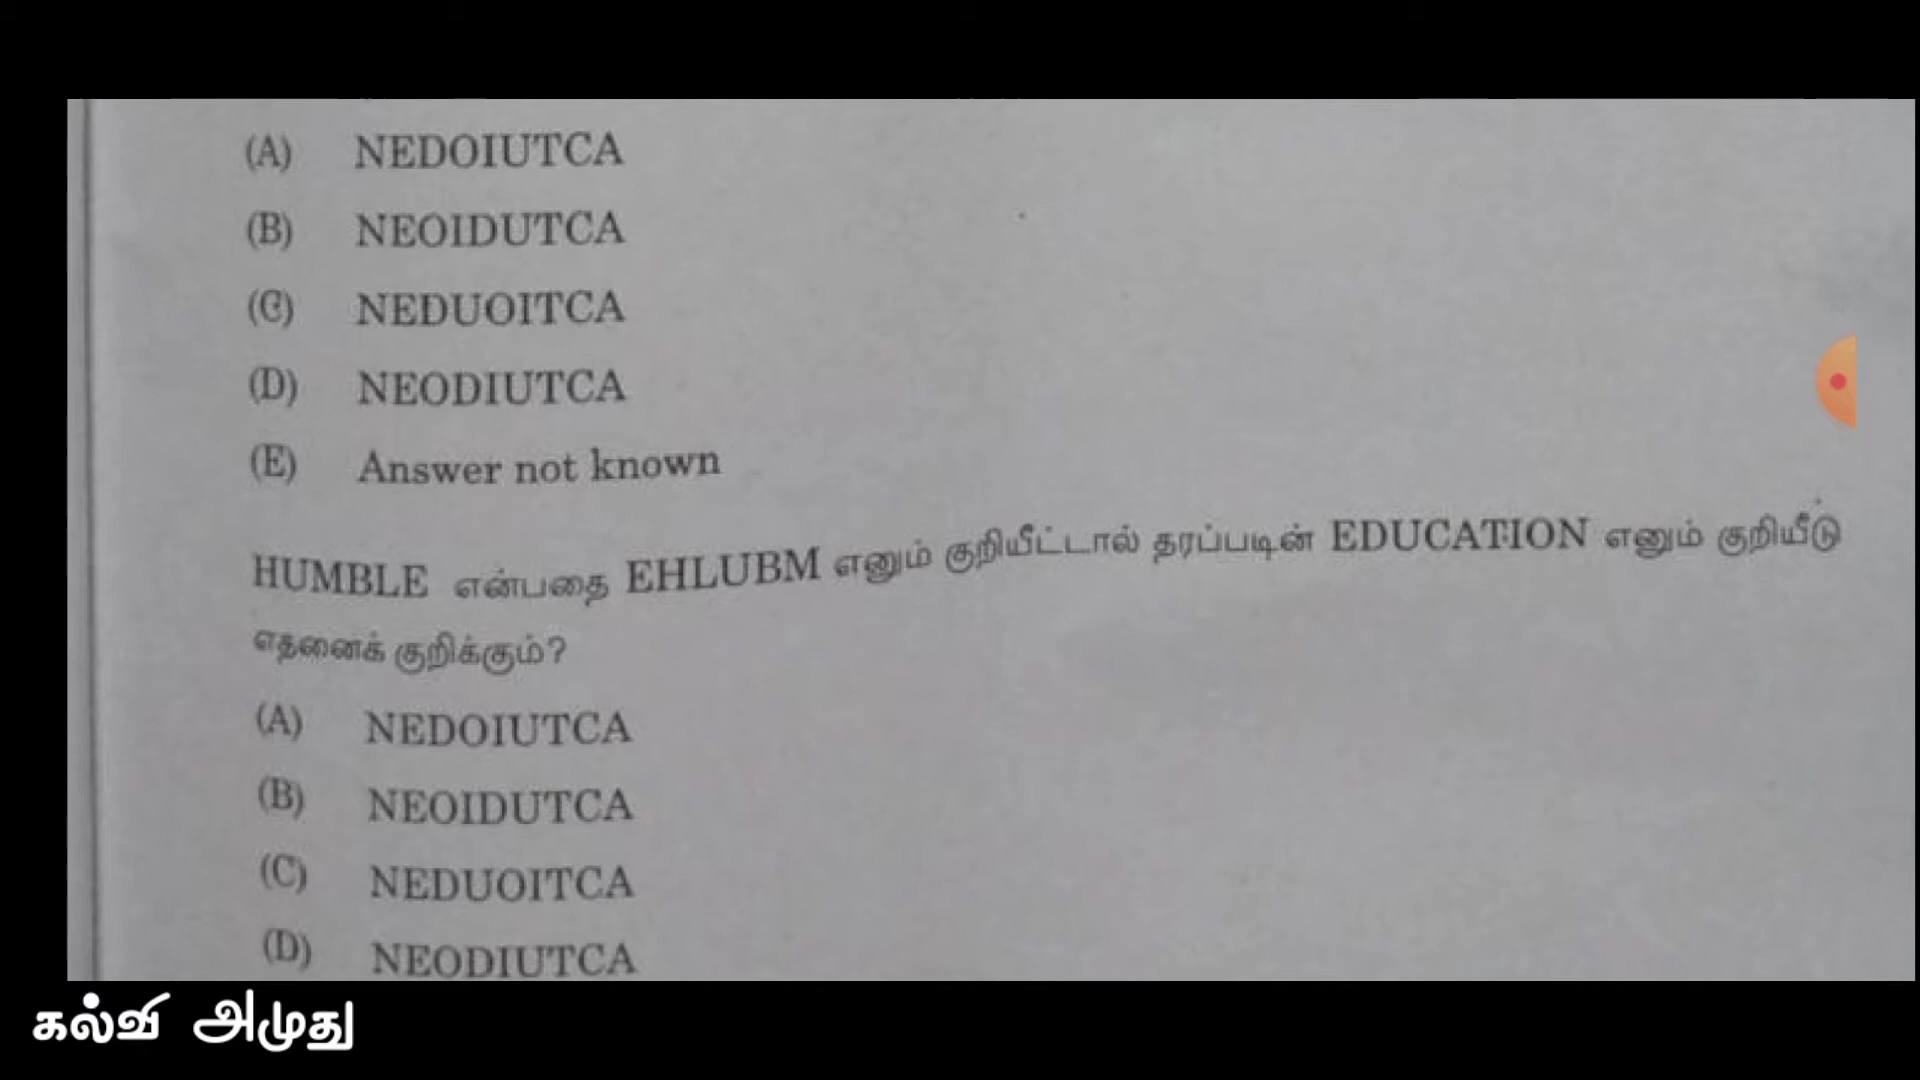 (A) NEDOIUTCA
(B) NEOIDUTCA
(C) NEDUOITCA
(D) NEODIUTCA
(E) Answer not known
HUMBLE என்பதை EHLUBM எனும் குறியீட்டால் தரப்படின் EDUCATION எனும் குறியீடு
எதனைக் குறிக்கும்?
(A) NEDOIUTCA
(B) NEOIDUTCA
(C) NEDUOITCA
(D) NEODIUTCA
கல்வி அமுது